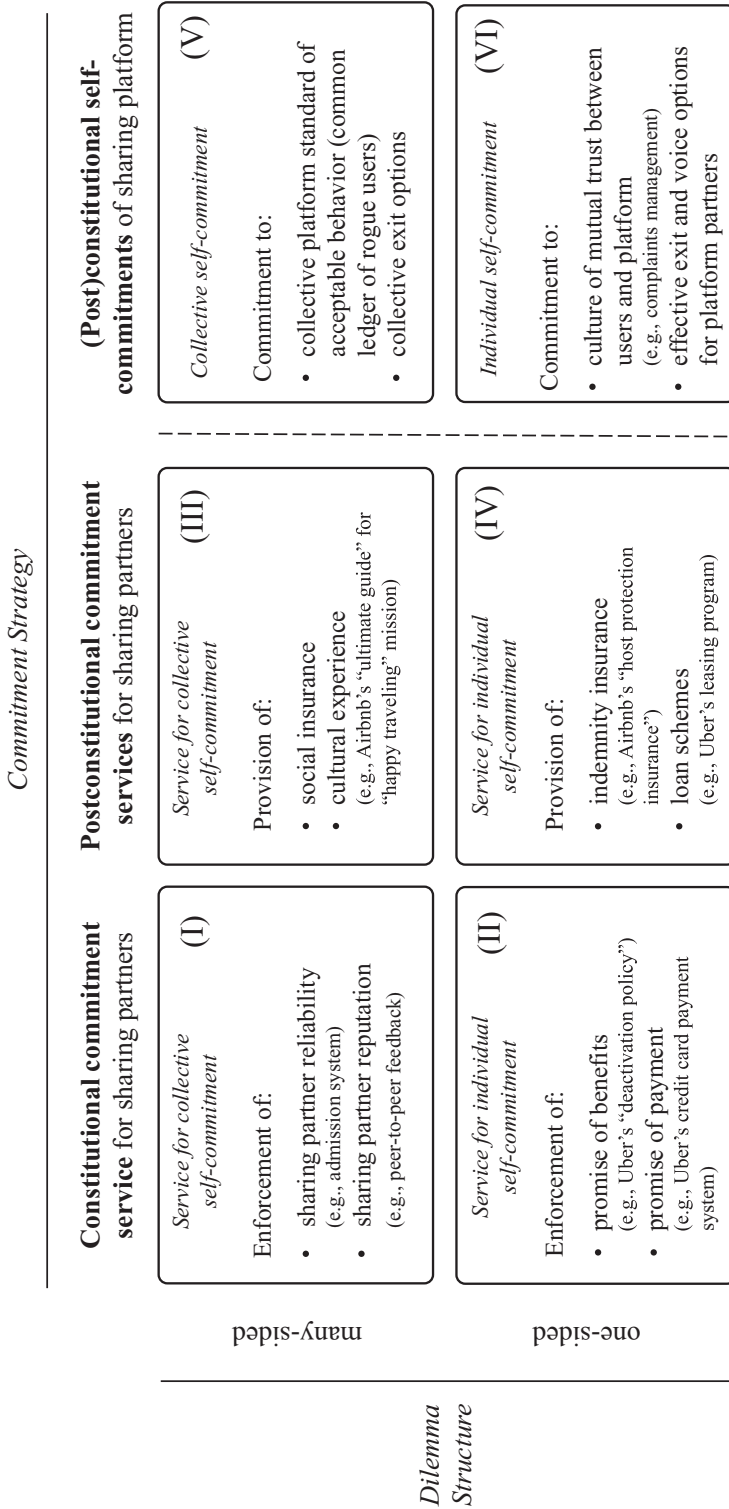 Commitment Strategy
Constitutional commitment
service for sharing partners
Postconstitutional commitment
services for sharing partners
(Post)constitutional self-
commitments of sharing platform
Dilemma
Structure
many-sided
Service for collective
self-commitment
(I)
Enforcement of:
• sharing partner reliability
(e.g., admission system)
• sharing partner reputation
(e.g., peer-to-peer feedback)
Service for collective
self-commitment
(III)
Provision of:
• social insurance
• cultural experience
(e.g., Airbnb’s “ultimate guide” for
“happy traveling” mission)
Collective self-commitment
(V)
Commitment to:
• collective platform standard of
acceptable behavior (common
ledger of rogue users)
• collective exit options
one-sided
Service for individual
self-commitment
(II)
Enforcement of:
• promise of benefits
(e.g., Uber’s “deactivation policy”)
• promise of payment
(e.g., Uber’s credit card payment
system)
Service for individual
self-commitment
(IV)
Provision of:
• indemnity insurance
(e.g., Airbnb’s “host protection
insurance”)
• loan schemes
(e.g., Uber’s leasing program)
Individual self-commitment
(VI)
Commitment to:
• culture of mutual trust between
users and platform
(e.g., complaints management)
• effective exit and voice options
for platform partners